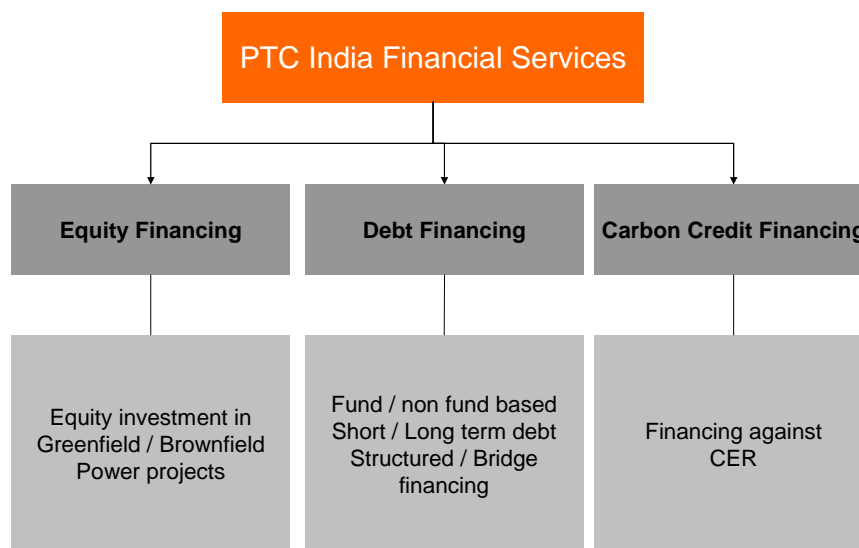 PTC India Financial Services
Equity Financing
Debt Financing
Carbon Credit Financing
Equity investment in
Greenfield / Brownfield
Power projects
Fund / non fund based
Short / Long term debt
Structured / Bridge
financing
Financing against
CER